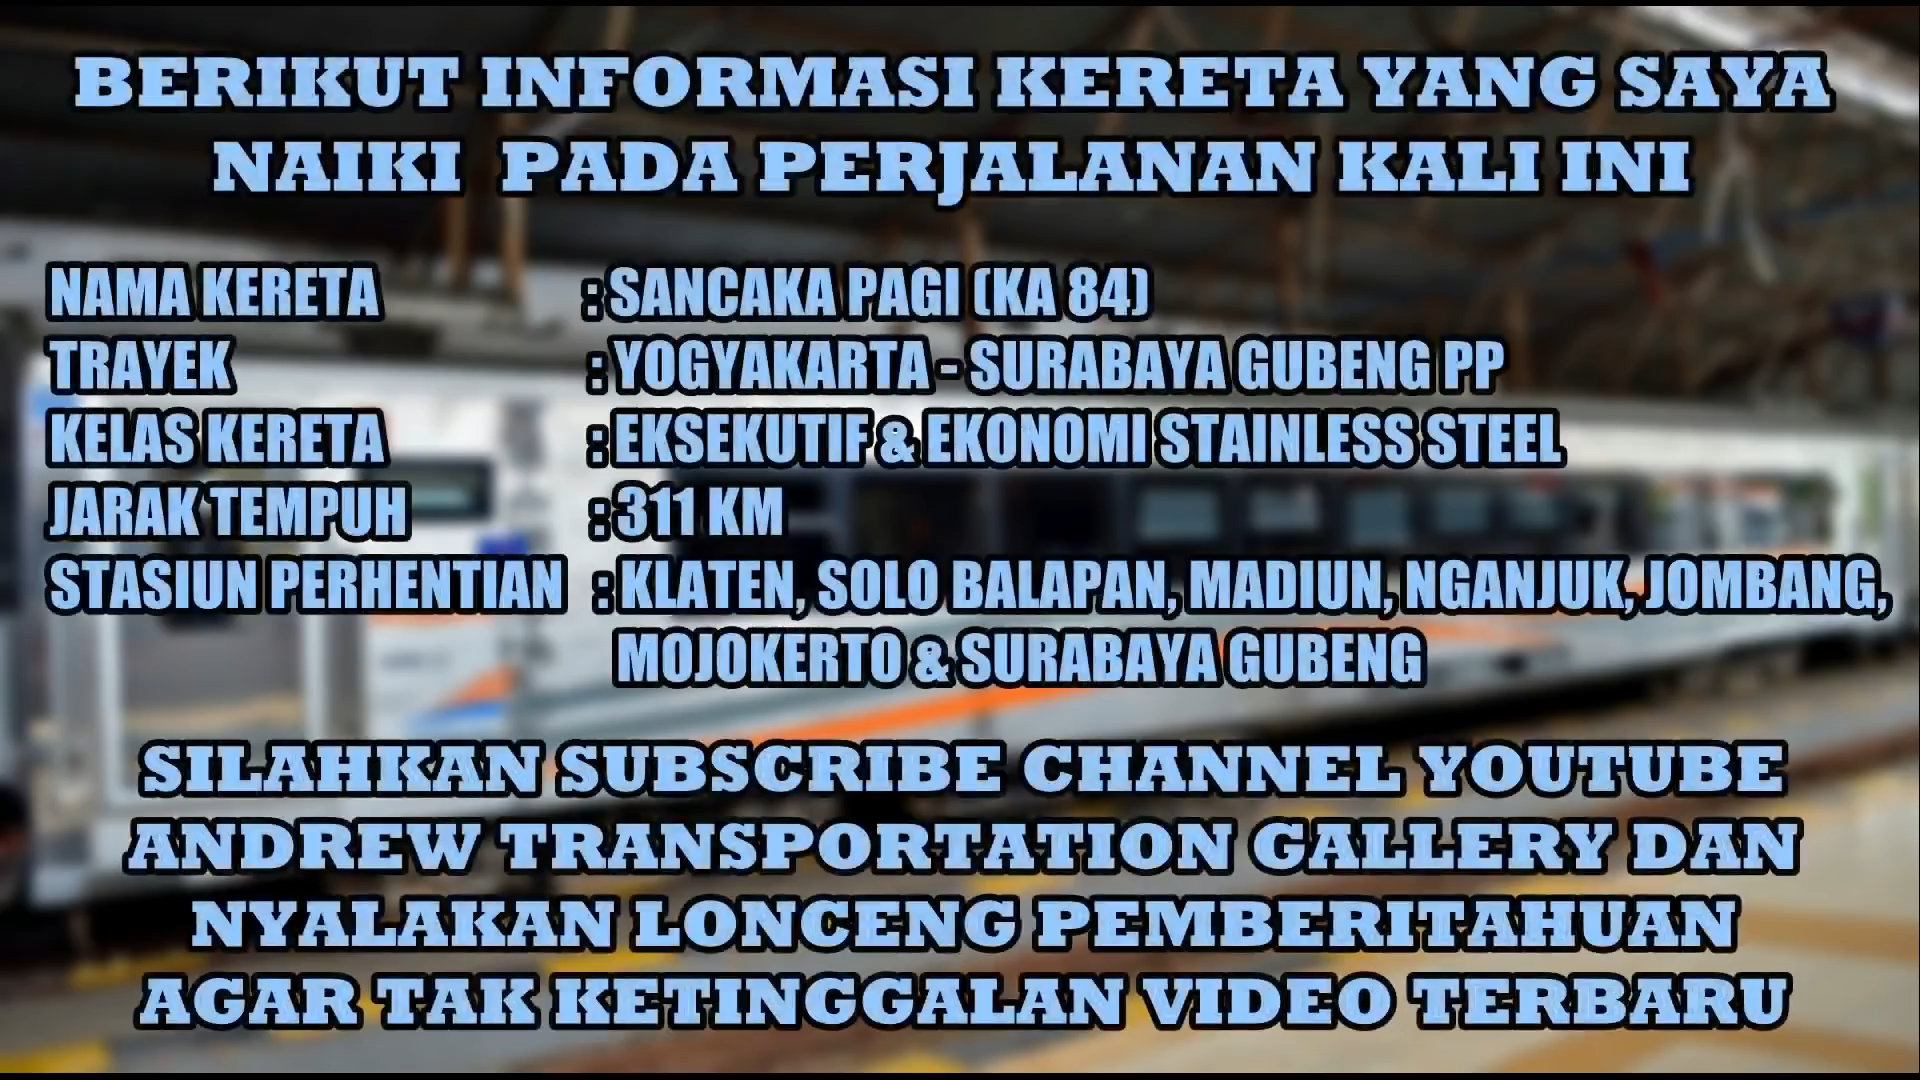 BERIKUT INFORMASI KERETA YANG SAYA
NAIKI PADA PERJALANAN KALI INI
NAMA KERETA : SANCAKA PAGI (KA 84)
TRAYEK : YOGYAKARTA - SURABAYA GUBENG PP
KELAS KERETA : EKSEKUTIF & EKONOMI STAINLESS STEEL
JARAK TEMPUH : 311 KM
STASIUN PERHENTIAN : KLATEN, SOLO BALAPAN, MADIUN, NGANJUK, JOMBANG,
MOJOKERTO & SURABAYA GUBENG
SILAHKAN SUBSCRIBE CHANNEL YOUTUBE
ANDREW TRANSPORTATION GALLERY DAN
NYALAKAN LONCENG PEMBERITAHUAN
AGAR TAK KETINGGALAN VIDEO TERBARU